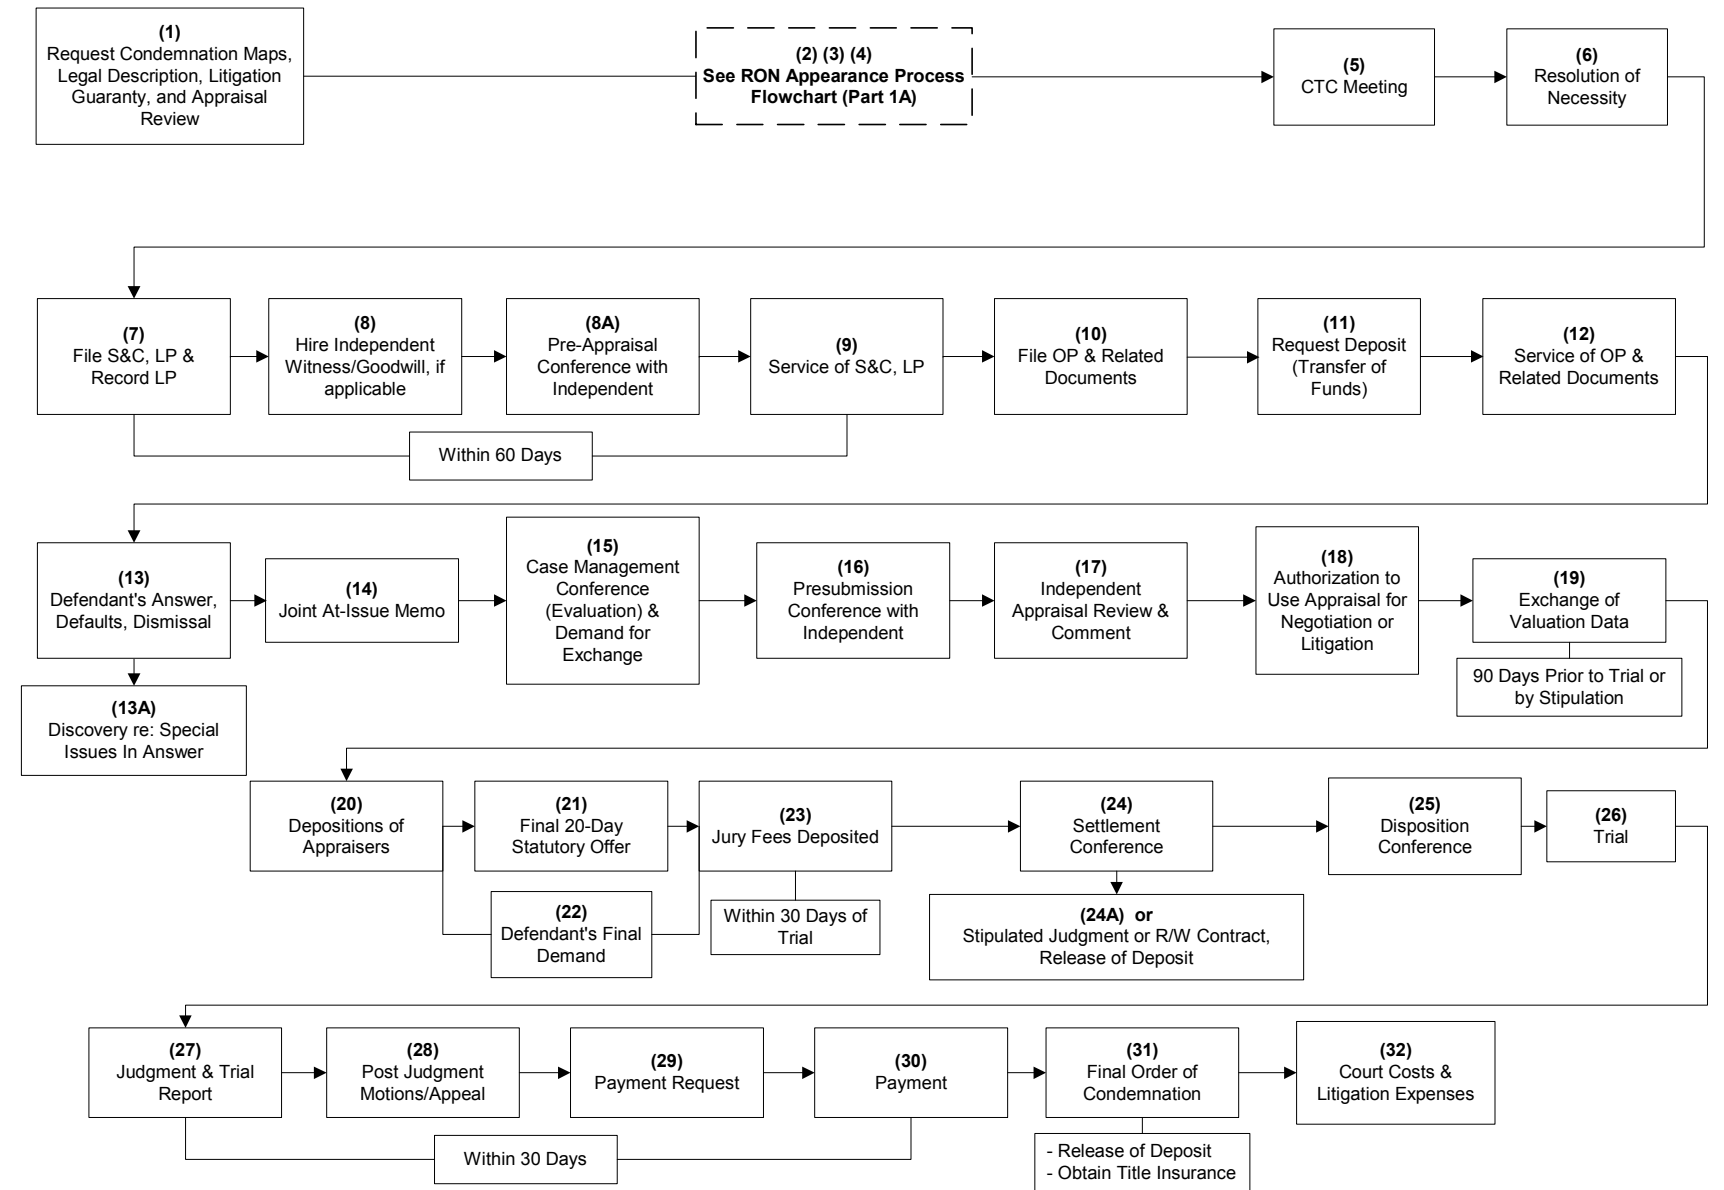 (1)
Request Condemnation Maps,
Legal Description, Litigation
Guaranty, and Appraisal
Review
(2) (3) (4)
See RON Appearance Process
Flowchart (Part 1A)
(5)
CTC Meeting
(6)
Resolution of
Necessity
(7)
File S&C, LP &
Record LP
(8)
Hire Independent
Witness/Goodwill, if
applicable
(8A)
Pre-Appraisal
Conference with
Independent
(9)
Service of S&C, LP
(10)
File OP & Related
Documents
(11)
Request Deposit
(Transfer of
Funds)
(12)
Service of OP &
Related Documents
Within 60 Days
(13)
Defendant's Answer,
Defaults, Dismissal
(14)
Joint At-Issue Memo
(15)
Case Management
Conference
(Evaluation) &
Demand for
Exchange
(16)
Presubmission
Conference with
Independent
(17)
Independent
Appraisal Review &
Comment
(18)
Authorization to
Use Appraisal for
Negotiation or
Litigation
(19)
Exchange of
Valuation Data
90 Days Prior to Trial or
by Stipulation
(13A)
Discovery re: Special
Issues In Answer
(20)
Depositions of
Appraisers
(21)
Final 20-Day
Statutory Offer
(22)
Defendant's Final
Demand
(23)
Jury Fees Deposited
Within 30 Days of
Trial
(24)
Settlement
Conference
(24A) or
Stipulated Judgment or R/W Contract,
Release of Deposit
(25)
Disposition
Conference
(26)
Trial
(27)
Judgment & Trial
Report
(28)
Post Judgment
Motions/Appeal
(29)
Payment Request
(30)
Payment
(31)
Final Order of
Condemnation
(32)
Court Costs &
Litigation Expenses
Within 30 Days
- Release of Deposit
- Obtain Title Insurance